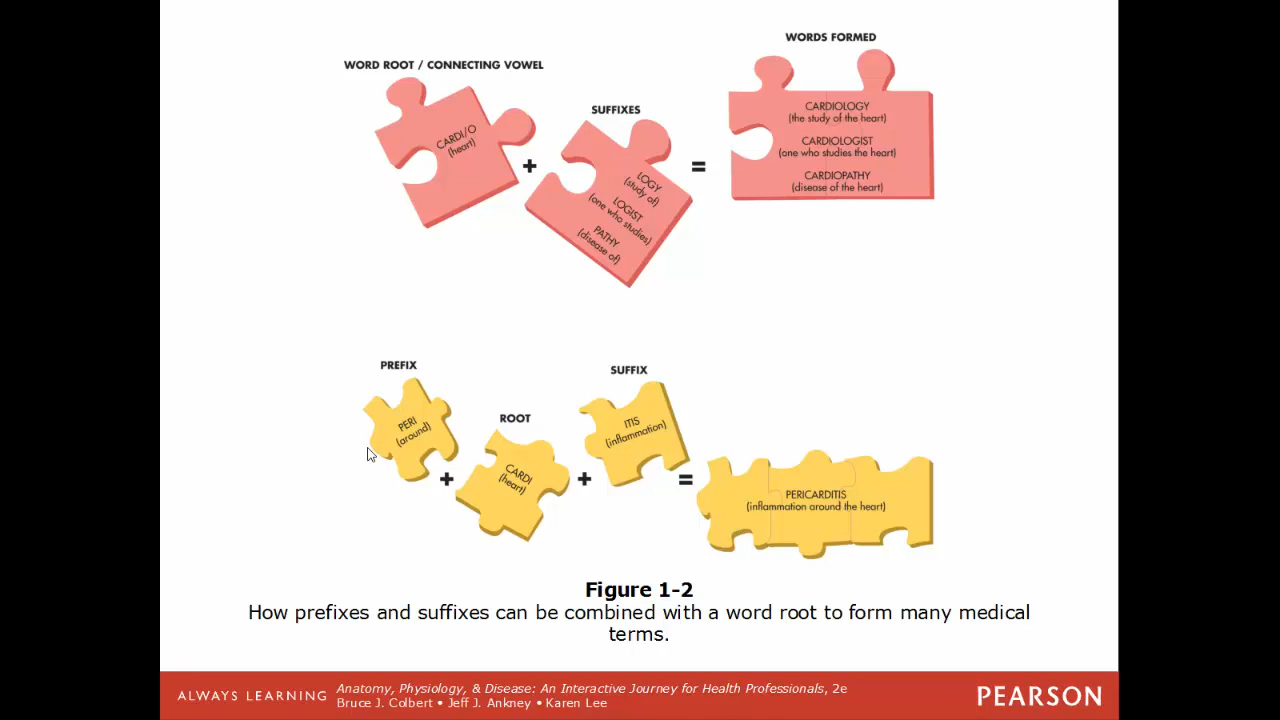 WORD ROOT / CONNECTING VOWEL
CARDI/O
(heart)
+
SUFFIXES
LOGY
(study of)
LOGIST
(one who studies)
PATHY
(disease of)
=
WORDS FORMED
CARDIOLOGY
(the study of the heart)
CARDIOLOGIST
(one who studies the heart)
CARDIOPATHY
(disease of the heart)
PREFIX
PERI
(around)
+
ROOT
CARDI
(heart)
+
SUFFIX
ITIS
(inflammation)
=
PERICARDITIS
(inflammation around the heart)
Figure 1-2
How prefixes and suffixes can be combined with a word root to form many medical
terms.
ALWAYS LEARNING
Anatomy, Physiology, & Disease: An Interactive Journey for Health Professionals, 2e
Bruce J. Colbert • Jeff J. Ankney • Karen Lee
PEARSON